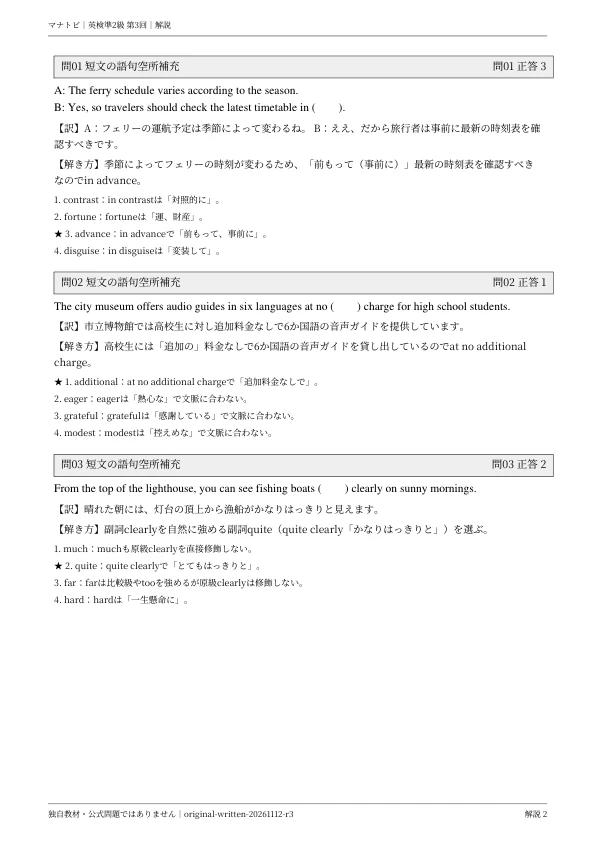 マナトビ｜英検準2級 第3回｜解説
問01 短文の語句空所補充 問01 正答 3
A: The ferry schedule varies according to the season.
B: Yes, so travelers should check the latest timetable in (　　).
【訳】A：フェリーの運航予定は季節によって変わるね。 B：ええ、だから旅行者は事前に最新の時刻表を確
認すべきです。
【解き方】季節によってフェリーの時刻が変わるため、「前もって（事前に）」最新の時刻表を確認すべき
なのでin advance。
1. contrast：in contrastは「対照的に」。
2. fortune：fortuneは「運、財産」。
★ 3. advance：in advanceで「前もって、事前に」。
4. disguise：in disguiseは「変装して」。
問02 短文の語句空所補充 問02 正答 1
The city museum offers audio guides in six languages at no (　　) charge for high school students.
【訳】市立博物館では高校生に対し追加料金なしで6か国語の音声ガイドを提供しています。
【解き方】高校生には「追加の」料金なしで6か国語の音声ガイドを貸し出しているのでat no additional
charge。
★ 1. additional：at no additional chargeで「追加料金なしで」。
2. eager：eagerは「熱心な」で文脈に合わない。
3. grateful：gratefulは「感謝している」で文脈に合わない。
4. modest：modestは「控えめな」で文脈に合わない。
問03 短文の語句空所補充 問03 正答 2
From the top of the lighthouse, you can see fishing boats (　　) clearly on sunny mornings.
【訳】晴れた朝には、灯台の頂上から漁船がかなりはっきりと見えます。
【解き方】副詞clearlyを自然に強める副詞quite（quite clearly「かなりはっきりと」）を選ぶ。
1. much：muchも原級clearlyを直接修飾しない。
★ 2. quite：quite clearlyで「とてもはっきりと」。
3. far：farは比較級やtooを強めるが原級clearlyは修飾しない。
4. hard：hardは「一生懸命に」。
独自教材・公式問題ではありません｜original-written-20261112-r3 解説 2